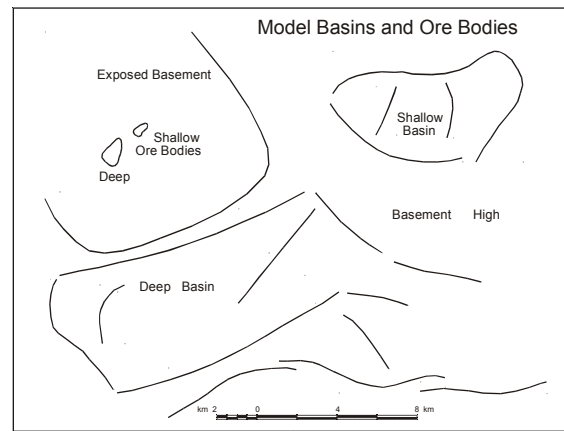 Model Basins and Ore Bodies
Exposed Basement
Shallow
Ore Bodies
Deep
Shallow
Basin
Basement High
Deep Basin
km 2 0 4 8 km